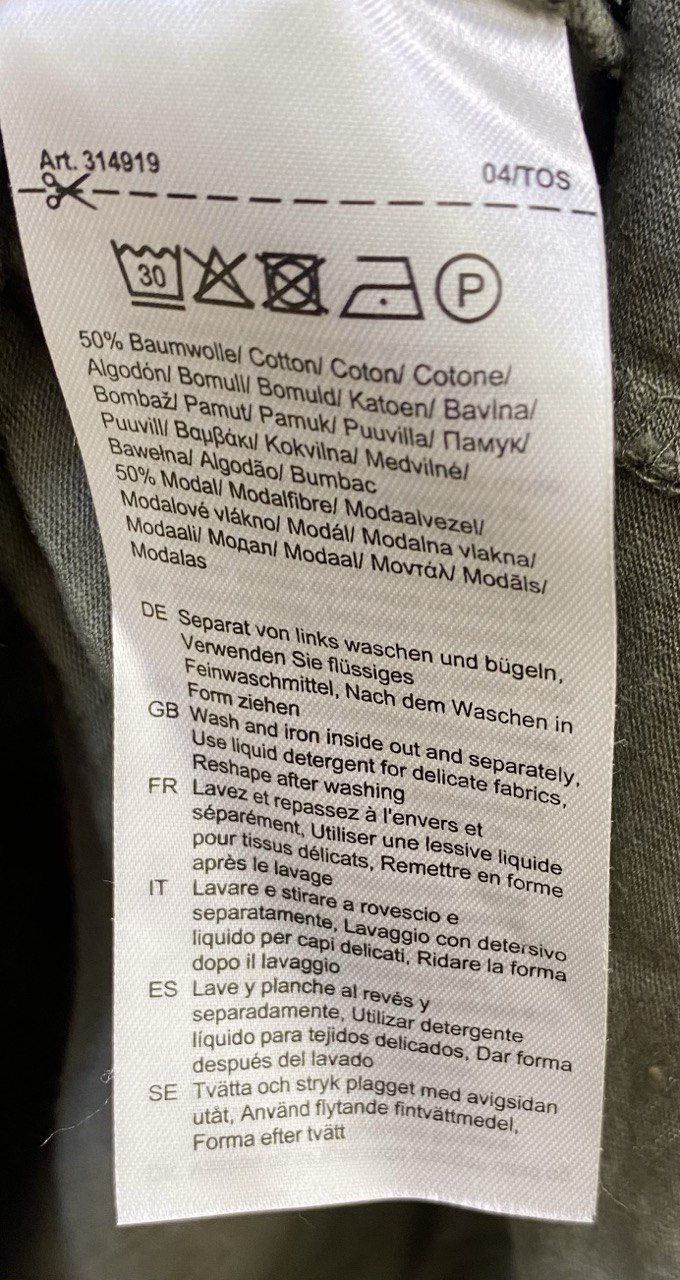 Art. 314919
04/TOS
30
P
50% Baumwolle/ Cotton/ Coton/ Cotone/
Algodón/ Bomull/ Bomuld/ Katoen/ Bavlna/
Bombaž/ Pamut/ Pamuk/ Puuvilla/ Памук/
Puuvill/ Βαμβάκι/ Kokvilna/ Medvilnė/
Bawełna/ Algodão/ Bumbac
50% Modal/ Modalfibre/ Modaalvezel/
Modalové vlákno/ Modál/ Modalna vlakna/
Modaali/ Модал/ Modaal/ Μοντάλ/ Modāls/
Modalas
DE Separat von links waschen und bügeln,
Verwenden Sie flüssiges
Feinwaschmittel, Nach dem Waschen in
Form ziehen
GB Wash and iron inside out and separately,
Use liquid detergent for delicate fabrics,
Reshape after washing
FR Lavez et repassez à l'envers et
séparément, Utiliser une lessive liquide
pour tissus délicats, Remettre en forme
après le lavage
IT Lavare e stirare a rovescio e
separatamente, Lavaggio con detersivo
liquido per capi delicati, Ridare la forma
dopo il lavaggio
ES Lave y planche al revés y
separadamente, Utilizar detergente
líquido para tejidos delicados, Dar forma
después del lavado
SE Tvätta och stryk plagget med avigsidan
utåt, Använd flytande fintvättmedel,
Forma efter tvätt